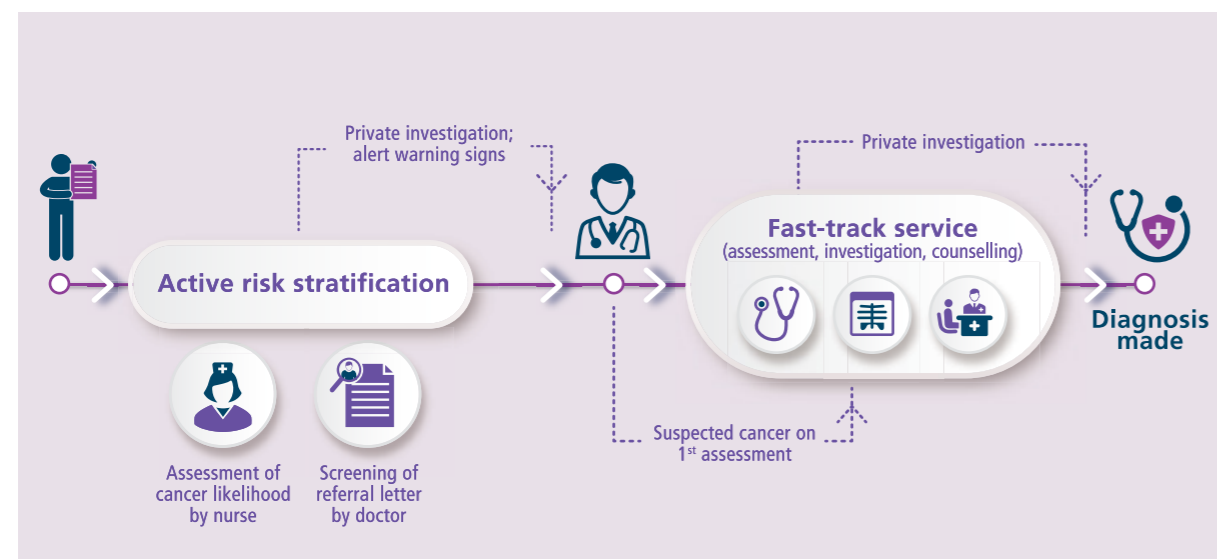 Private investigation;
alert warning signs
Private investigation
Active risk stratification
Fast-track service
(assessment, investigation, counselling)
Diagnosis
made
Suspected cancer on
1st assessment
Assessment of
cancer likelihood
by nurse
Screening of
referral letter
by doctor